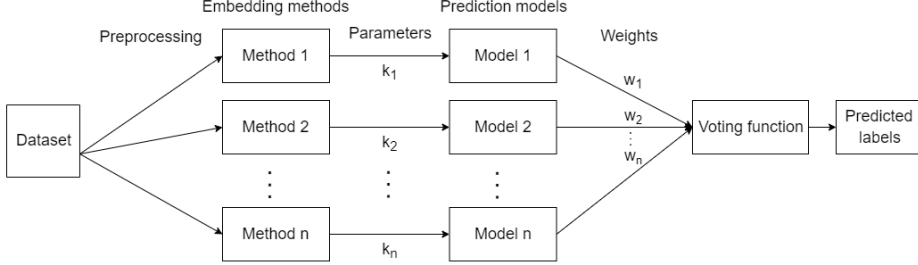 Embedding methods
Prediction models
Preprocessing
Parameters
Weights
Method 1
k1
Model 1
w1
Dataset
Method 2
k2
Model 2
w2
Voting function
Predicted
labels
wn
Method n
kn
Model n